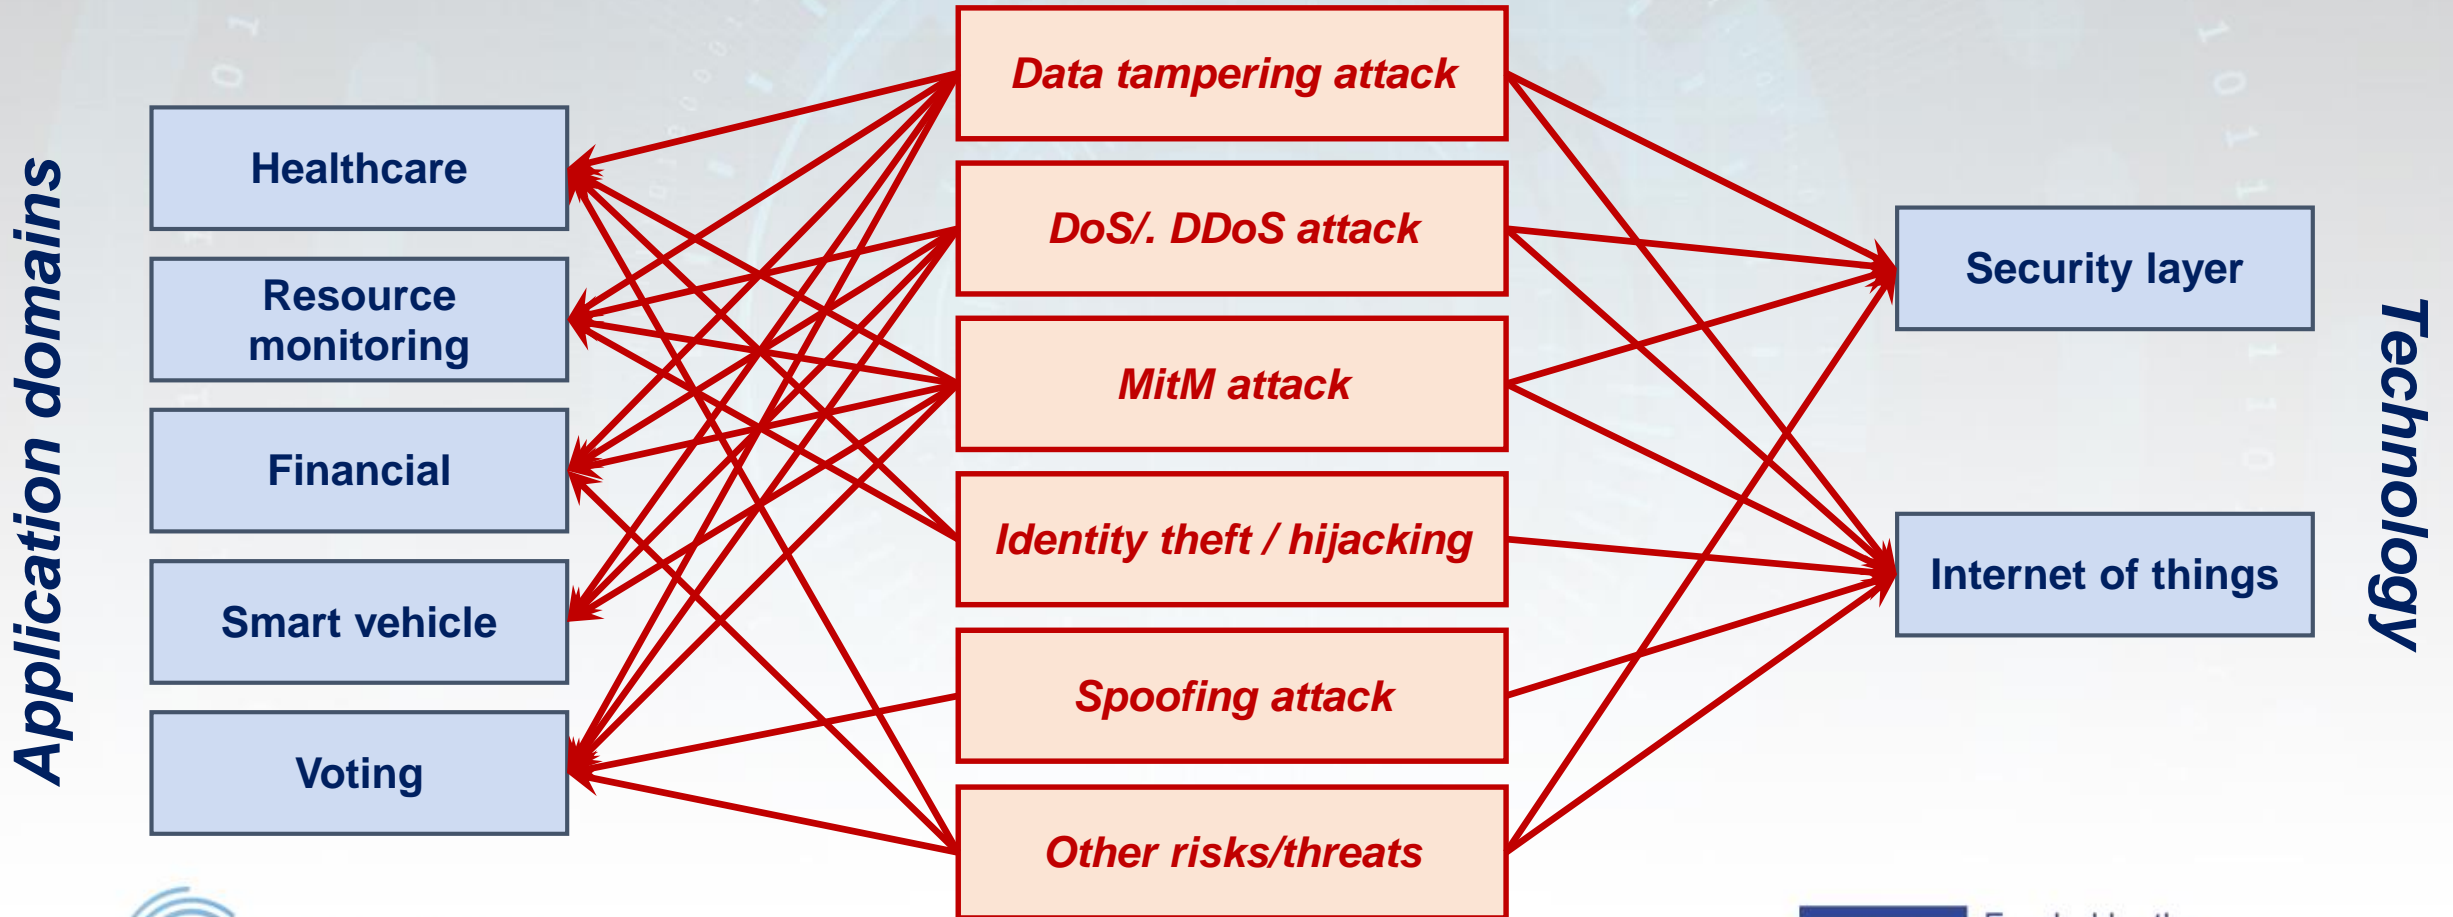 Application domains
Healthcare
Resource
monitoring
Financial
Smart vehicle
Voting
Data tampering attack
DoS/. DDoS attack
MitM attack
Identity theft / hijacking
Spoofing attack
Other risks/threats
Security layer
Internet of things
Technology